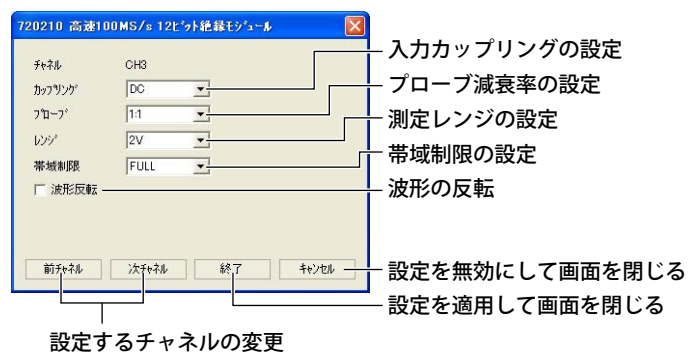 720210 高速100MS/s 12ﾋﾞｯﾄ絶縁ﾓｼﾞｭｰﾙ
ﾁｬﾈﾙ CH3
ｶｯﾌﾟﾘﾝｸﾞ DC
ﾌﾟﾛｰﾌﾞ 1:1
ﾚﾝｼﾞ 2V
帯域制限 FULL
波形反転
前ﾁｬﾈﾙ 次ﾁｬﾈﾙ 終了 ｷｬﾝｾﾙ
入力カップリングの設定
プローブ減衰率の設定
測定レンジの設定
帯域制限の設定
波形の反転
設定を無効にして画面を閉じる
設定を適用して画面を閉じる
設定するチャネルの変更